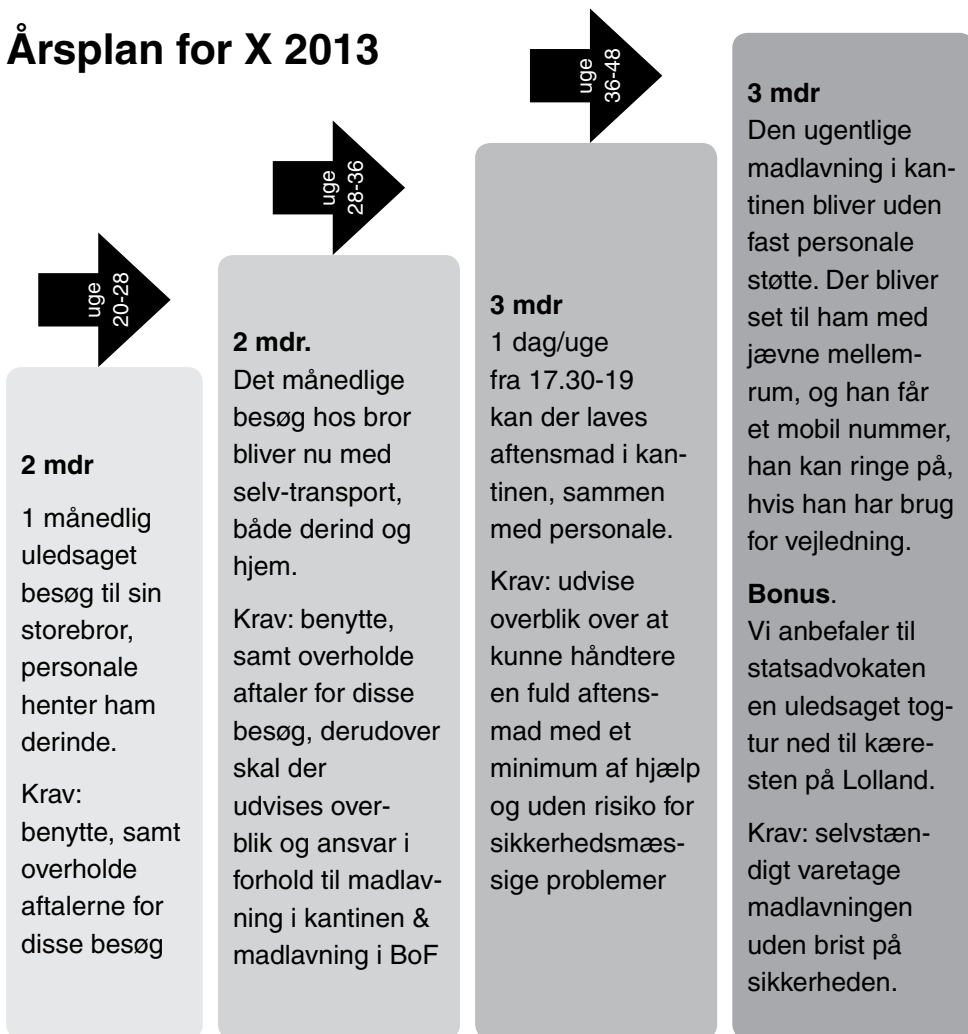 Årsplan for X 2013
uge
20-28
2 mdr
1 månedlig
uledsaget
besøg til sin
storebror,
personale
henter ham
derinde.
Krav:
benytte, samt
overholde
aftalerne for
disse besøg
uge
28-36
2 mdr.
Det månedlige
besøg hos bror
bliver nu med
selv-transport,
både derind og
hjem.
Krav: benytte,
samt overholde
aftaler for disse
besøg, derudover
skal der
udvises over-
blik og ansvar i
forhold til madlav-
ning i kantinen &
madlavning i BoF
uge
36-48
3 mdr
1 dag/uge
fra 17.30-19
kan der laves
aftensmad i kan-
tinen, sammen
med personale.
Krav: udvise
overblik over at
kunne håndtere
en fuld aftens-
mad med et
minimum af hjælp
og uden risiko for
sikkerhedsmæs-
sige problemer
3 mdr
Den ugentlige
madlavning i kan-
tinen bliver uden
fast personale
støtte. Der bliver
set til ham med
jævne mellem-
rum, og han får
et mobil nummer,
han kan ringe på,
hvis han har brug
for vejledning.
Bonus.
Vi anbefaler til
statsadvokaten
en uledsaget tog-
tur ned til kære-
sten på Lolland.
Krav: selvstæn-
digt varetage
madlavningen
uden brist på
sikkerheden.